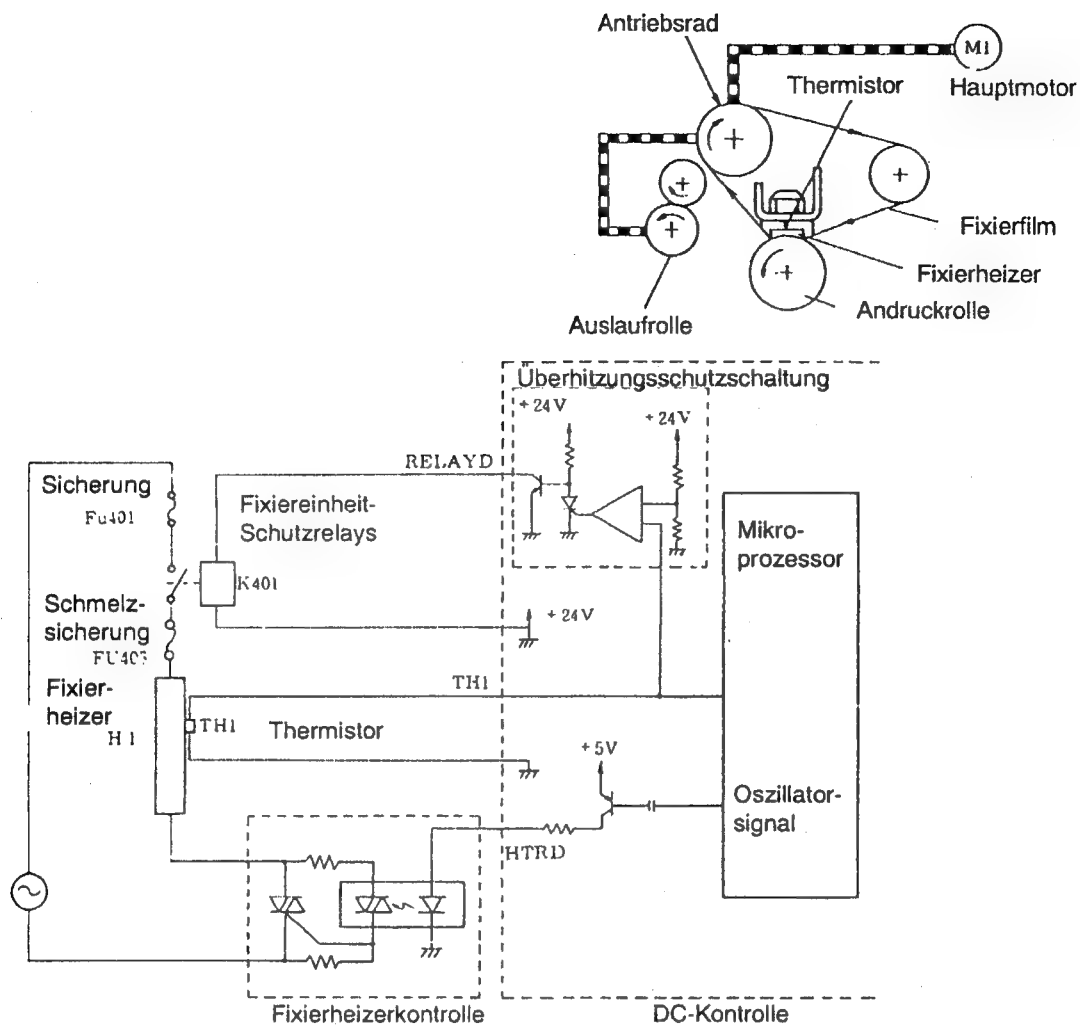 Antriebsrad
M1
Thermistor
Hauptmotor
Fixierfilm
Fixierheizer
Andruckrolle
Auslaufrolle
Überhitzungsschutzschaltung
+24V
+24V
RELAYD
Sicherung
Fu401
Fixiereinheit-
Schutzrelays
Mikro-
prozessor
K401
Schmelz-
sicherung
+24V
Fixier-
heizer
H1
TH1
TH1
Thermistor
+5V
Oszillator-
signal
HTRD
Fixierheizerkontrolle
DC-Kontrolle